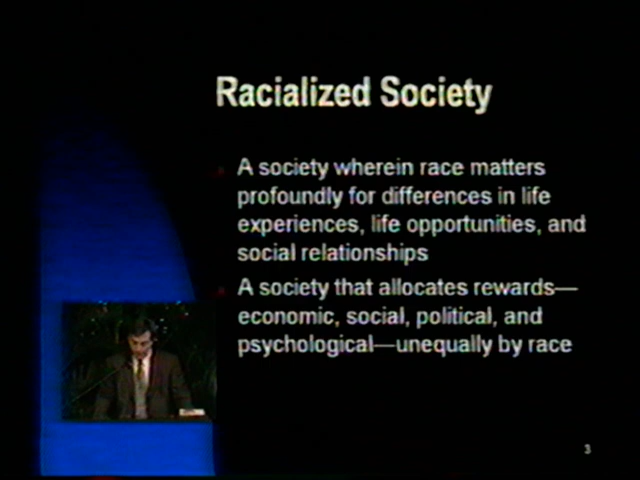 Racialized Society
A society wherein race matters
profoundly for differences in life
experiences, life opportunities, and
social relationships
A society that allocates rewards—
economic, social, political, and
psychological—unequally by race
3